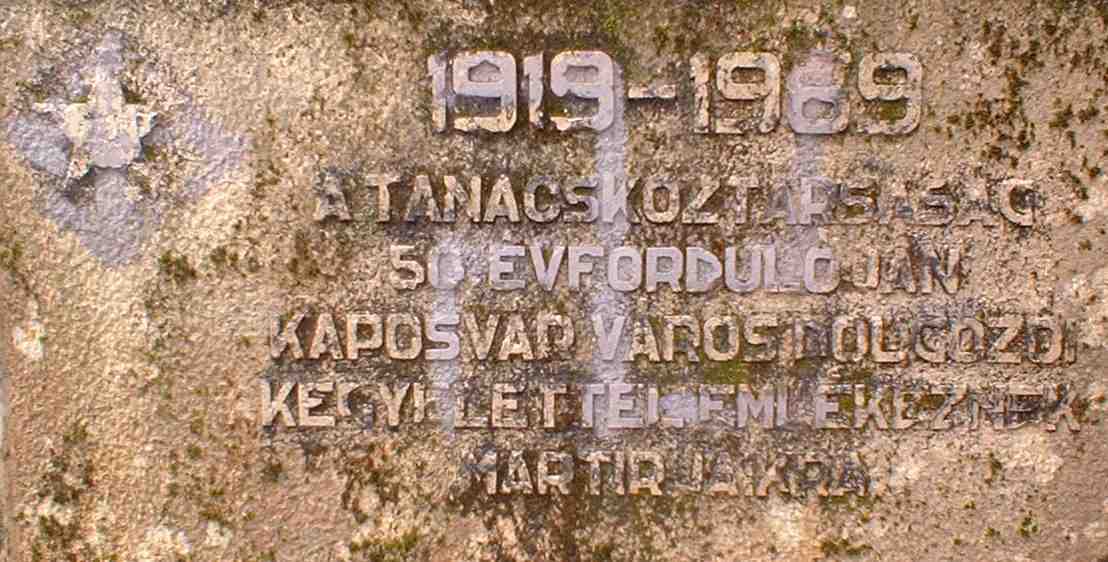 1919-1969
A TANÁCSKÖZTÁRSASÁG
50 ÉVFORDULÓJÁN
KAPOSVÁR VÁROS DOLGOZÓI
KEGYELETTEL EMLÉKEZNEK
MÁRTÍRJAIKRA